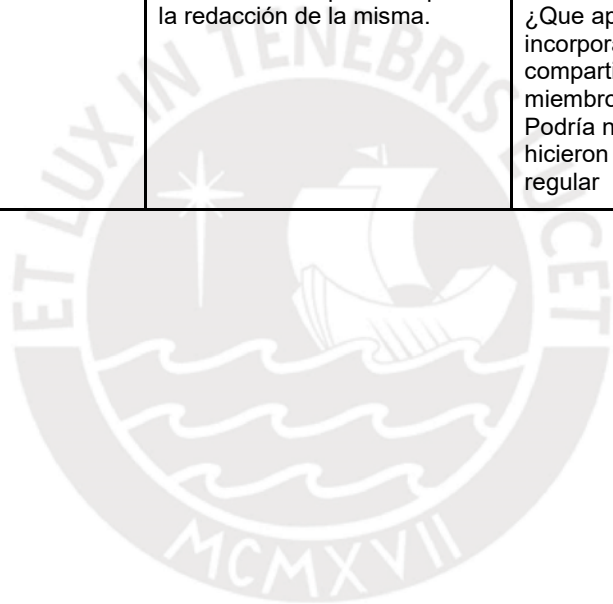 la redacción de la misma.
¿Que ap
incorpora
comparti
miembro
Podría n
hicieron
regular
ET LUX IN TENEBRIS LUCET
MCMXVII